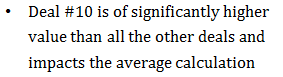 • Deal #10 is of significantly higher
value than all the other deals and
impacts the average calculation